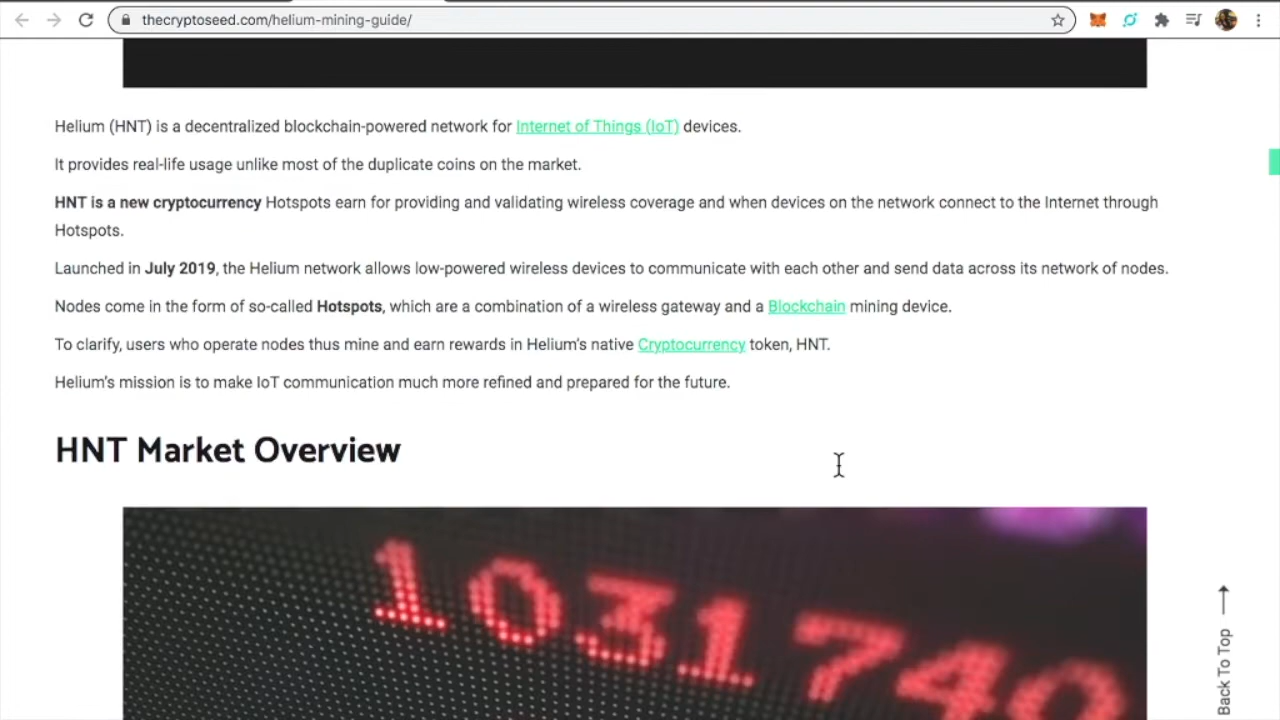 thecryptoseed.com/helium-mining-guide/
Helium (HNT) is a decentralized blockchain-powered network for Internet of Things (IoT) devices.
It provides real-life usage unlike most of the duplicate coins on the market.
HNT is a new cryptocurrency Hotspots earn for providing and validating wireless coverage and when devices on the network connect to the Internet through
Hotspots.
Launched in July 2019, the Helium network allows low-powered wireless devices to communicate with each other and send data across its network of nodes.
Nodes come in the form of so-called Hotspots, which are a combination of a wireless gateway and a Blockchain mining device.
To clarify, users who operate nodes thus mine and earn rewards in Helium's native Cryptocurrency token, HNT.
Helium's mission is to make IoT communication much more refined and prepared for the future.
HNT Market Overview
1031740
Back To Top